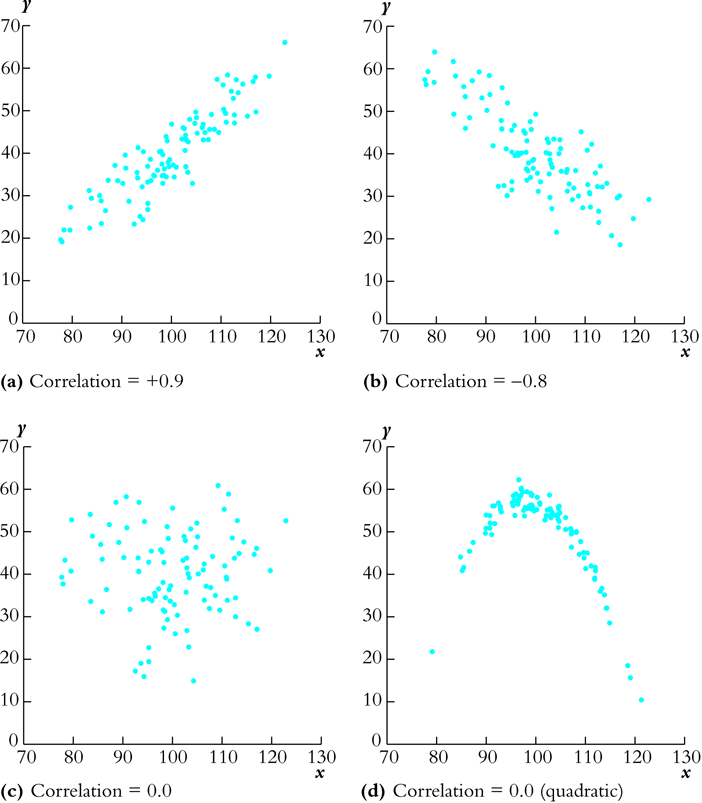 y
70
60
50
40
30
20
10
0
70 80 90 100 110 120 130
x
(a) Correlation = +0.9
y
70
60
50
40
30
20
10
0
70 80 90 100 110 120 130
x
(b) Correlation = −0.8
y
70
60
50
40
30
20
10
0
70 80 90 100 110 120 130
x
(c) Correlation = 0.0
y
70
60
50
40
30
20
10
0
70 80 90 100 110 120 130
x
(d) Correlation = 0.0 (quadratic)